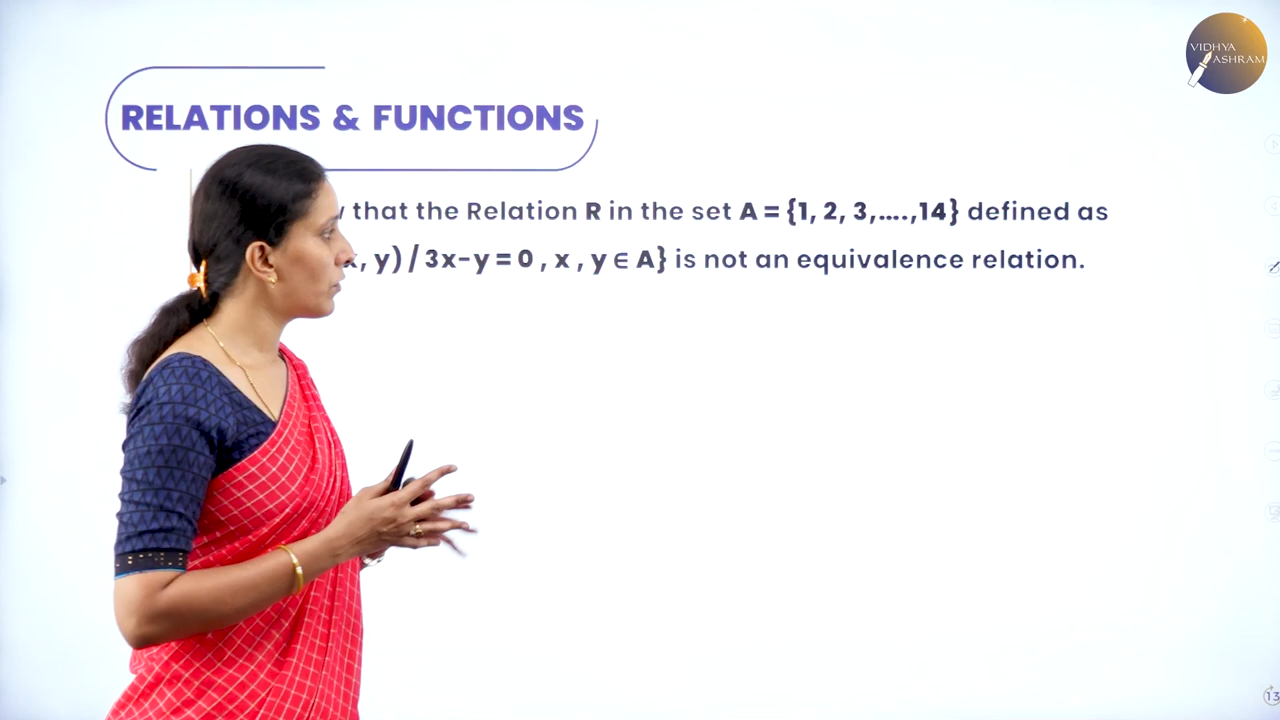 VIDHYA
ASHRAM
RELATIONS & FUNCTIONS
that the Relation R in the set A = {1, 2, 3,....,14} defined as
, y) / 3x-y = 0 , x , y ∈ A} is not an equivalence relation.
13